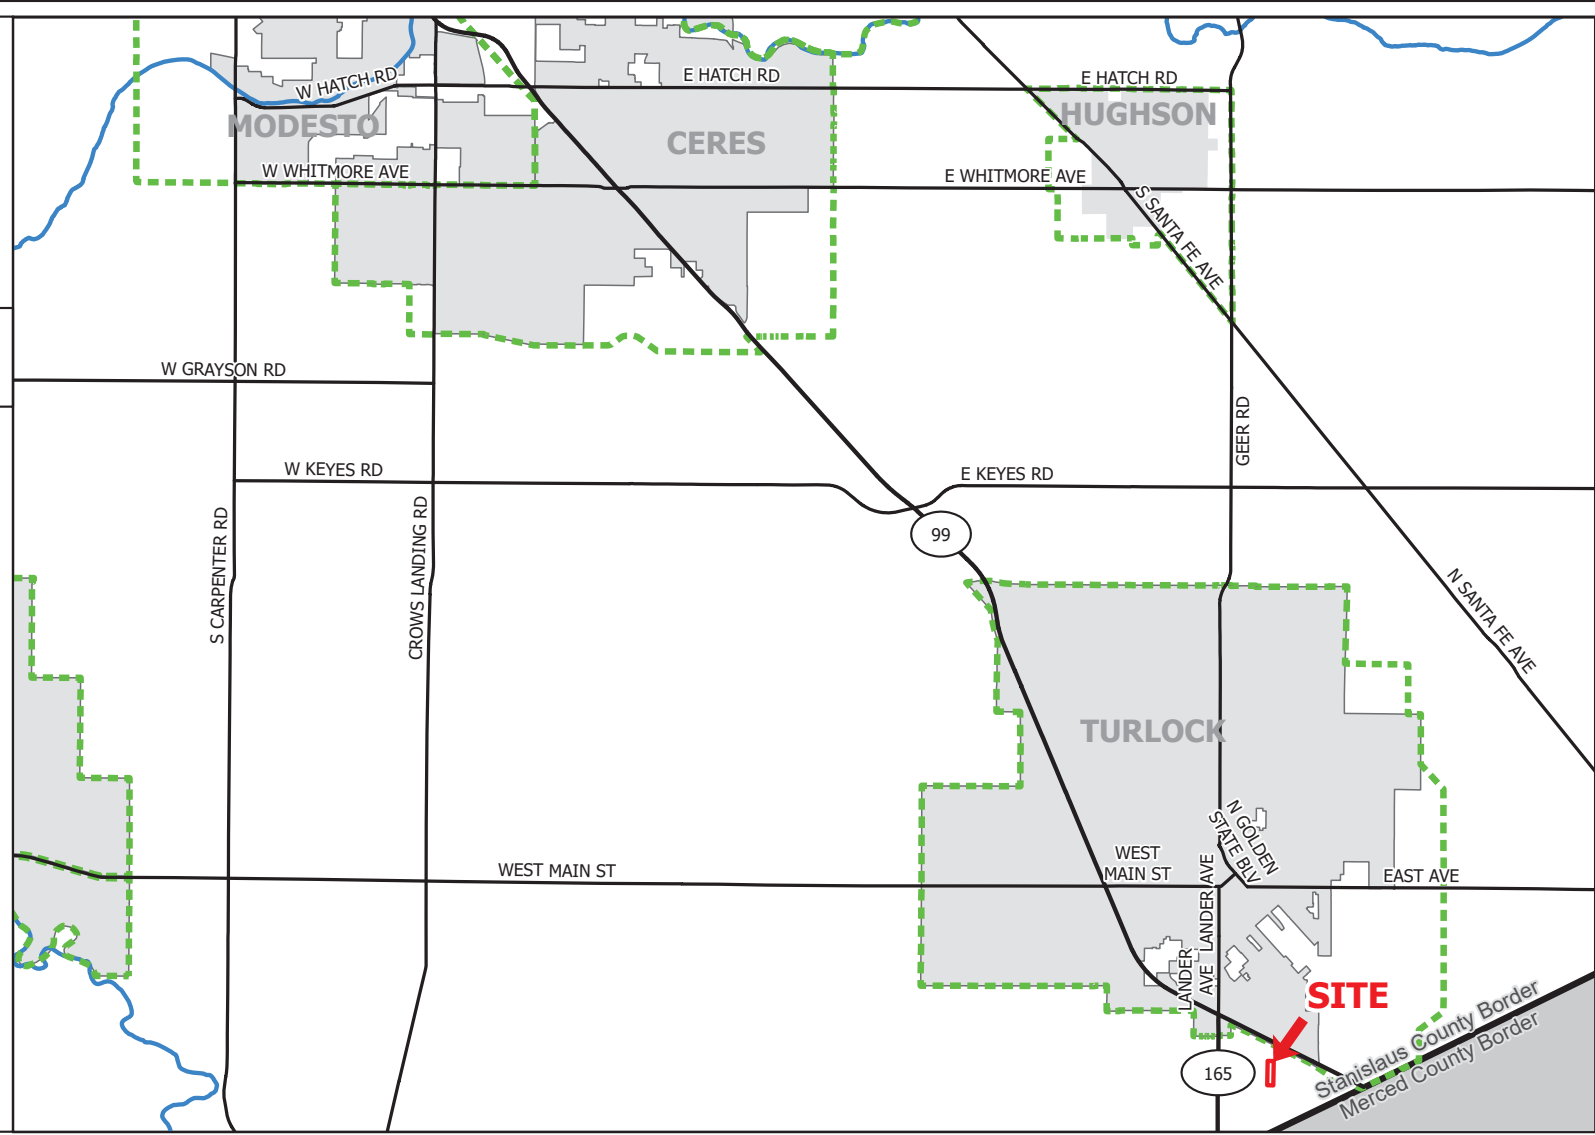 E HATCH RD
E HATCH RD
W HATCH RD
HUGHSON
MODESTO
CERES
W WHITMORE AVE
E WHITMORE AVE
S SANTA FE AVE
W GRAYSON RD
GEER RD
W KEYES RD
E KEYES RD
S CARPENTER RD
CROWS LANDING RD
99
N SANTA FE AVE
TURLOCK
N GOLDEN
STATE BLV
WEST MAIN ST
WEST
MAIN ST
EAST AVE
LANDER AVE
LANDER
AVE
SITE
Stanislaus County Border
Merced County Border
165